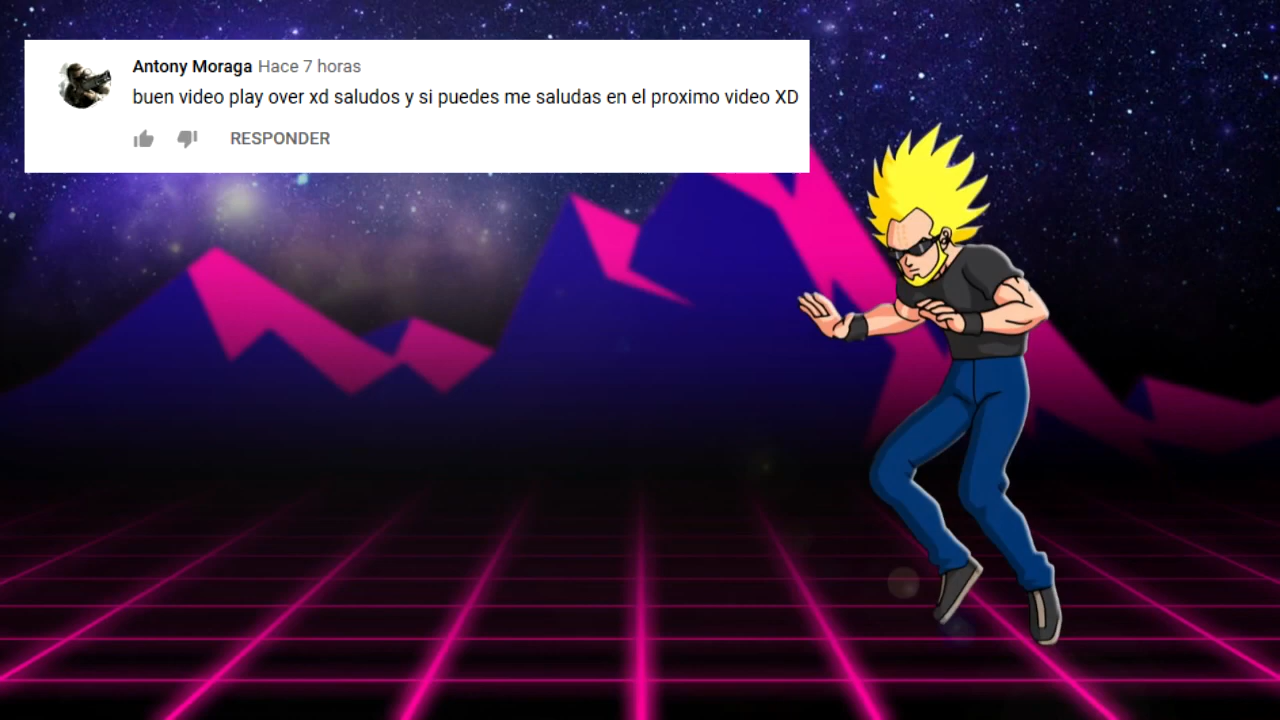 Antony Moraga Hace 7 horas
buen video play over xd saludos y si puedes me saludas en el proximo video XD
RESPONDER